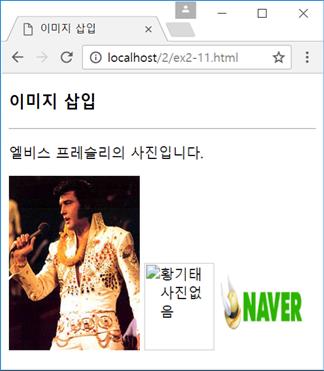 이미지 삽입
localhost/2/ex2-11.html
이미지 삽입
엘비스 프레슬리의 사진입니다.
황기태
사진없
음
NAVER